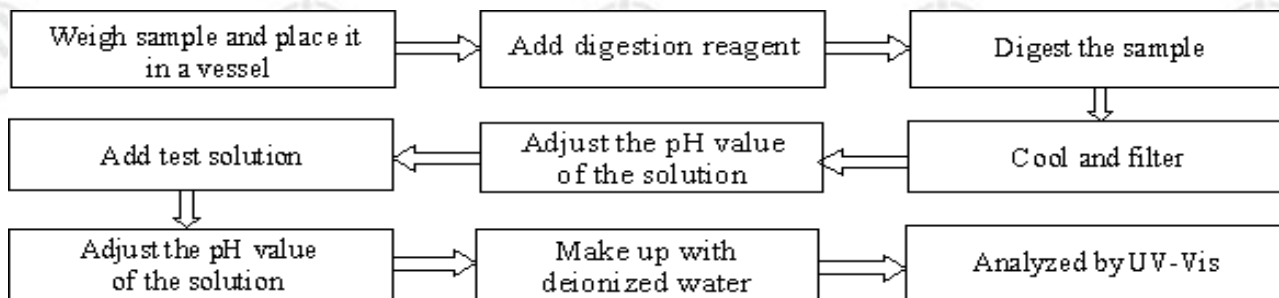 Weigh sample and place it
in a vessel
Add digestion reagent
Digest the sample
Cool and filter
Adjust the pH value
of the solution
Add test solution
Adjust the pH value
of the solution
Make up with
deionized water
Analyzed by UV-Vis